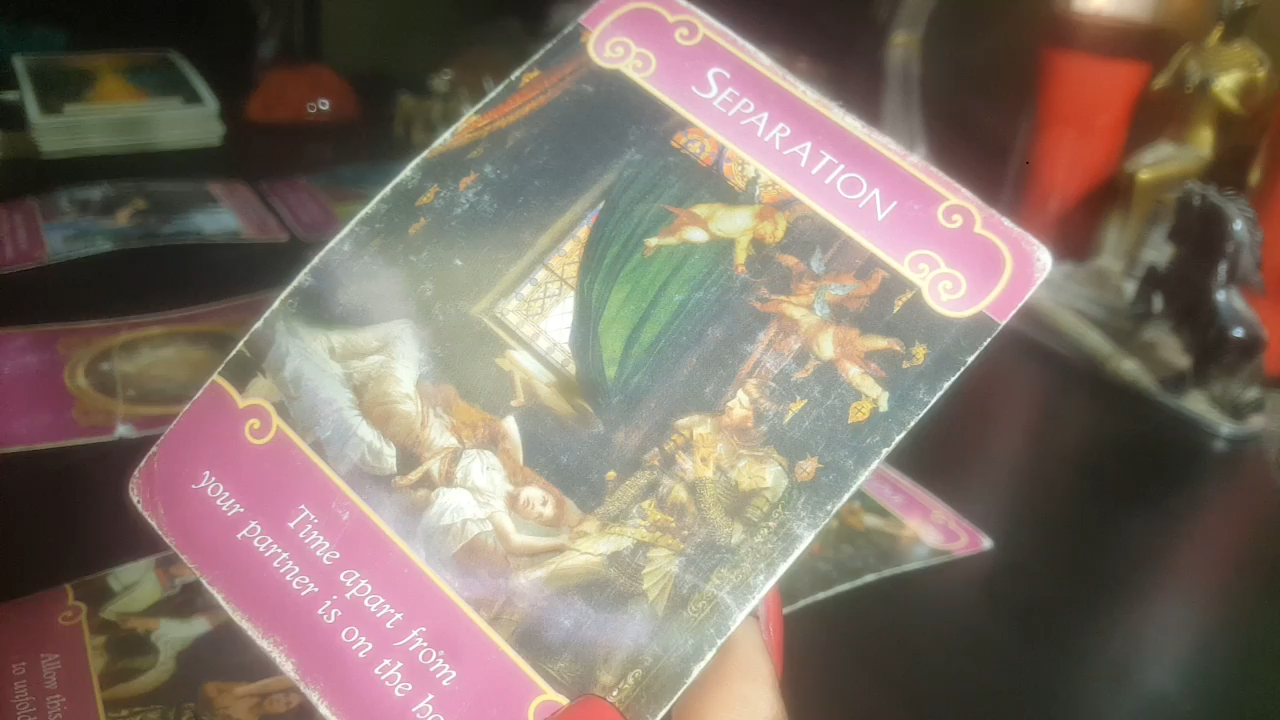 SEPARATION
Time apart from
your partner is on the
Allow this
to unfold